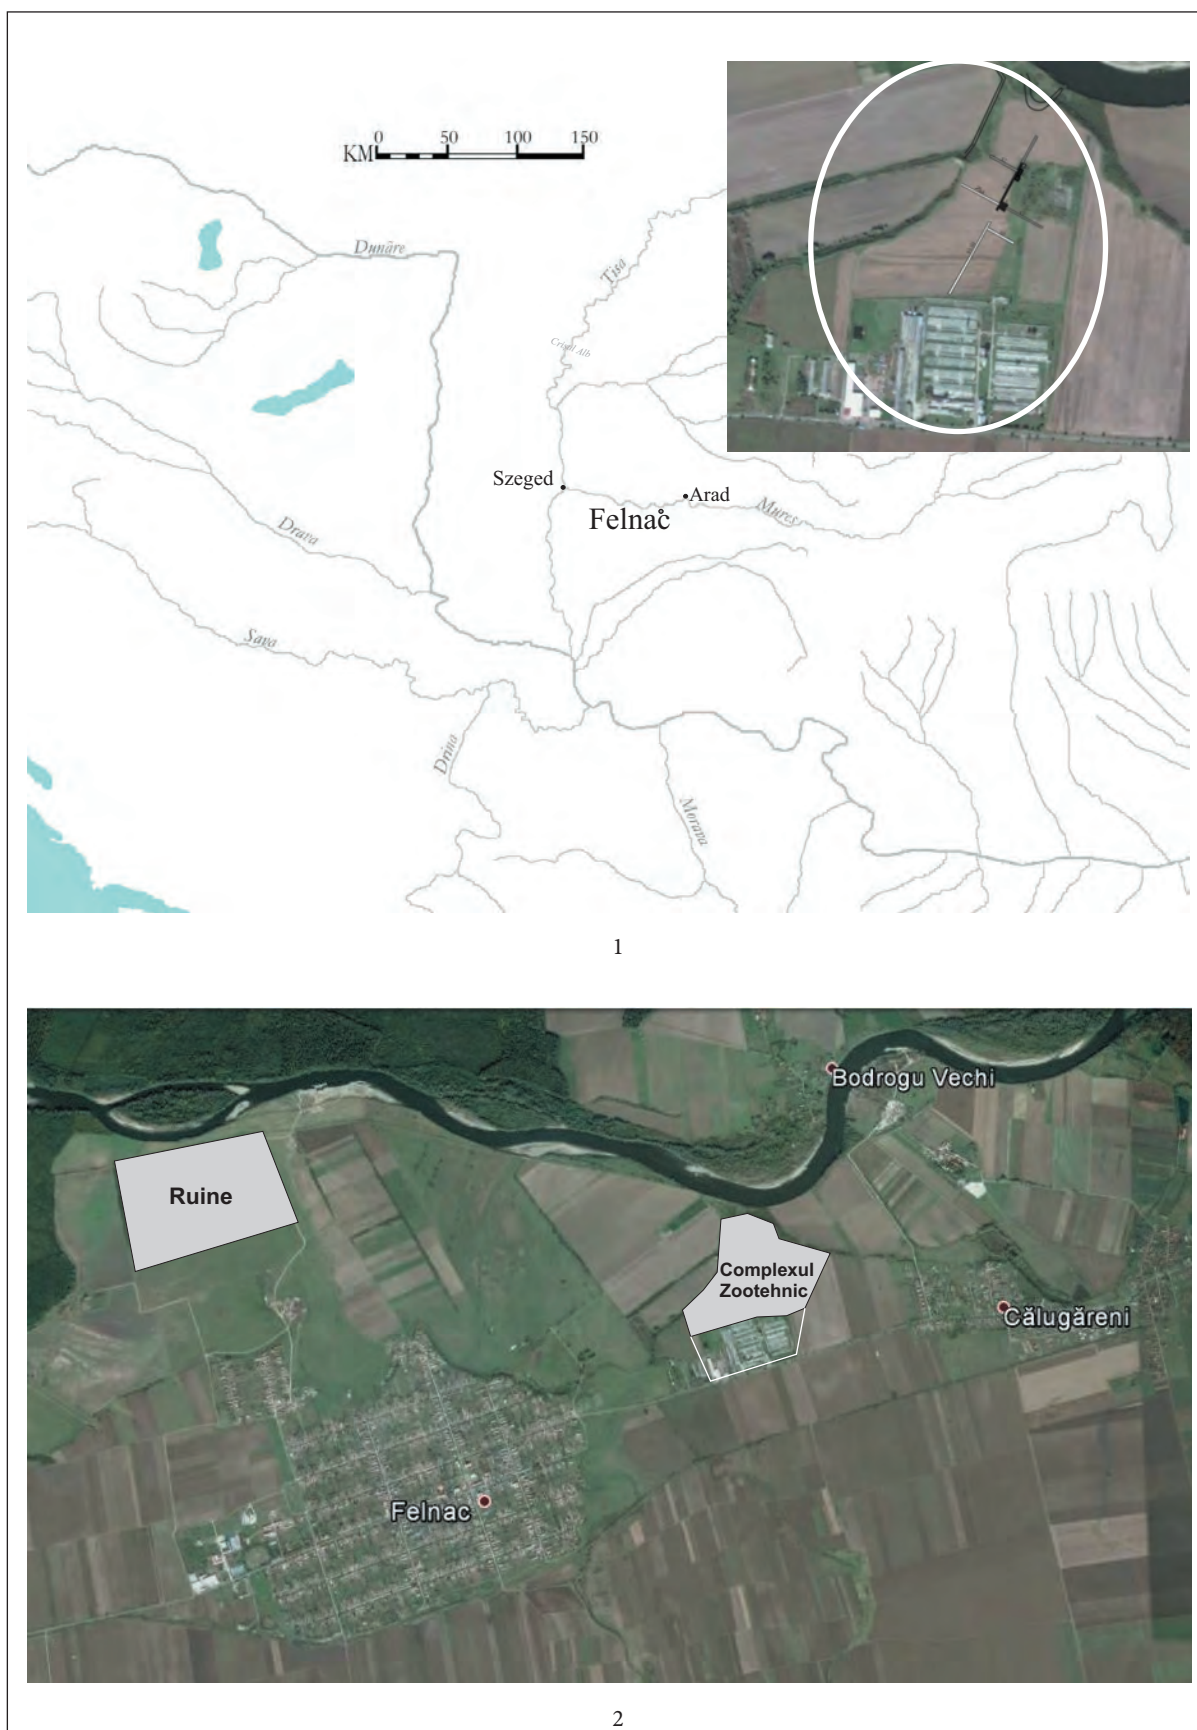 0 50 100 150
KM
Dunăre
Tisa
Crișul Alb
Szeged
Arad
Felnac
Mureș
Drava
Sava
Drina
Morava
1
Bodrogu Vechi
Ruine
Complexul
Zootehnic
Călugăreni
Felnac
2